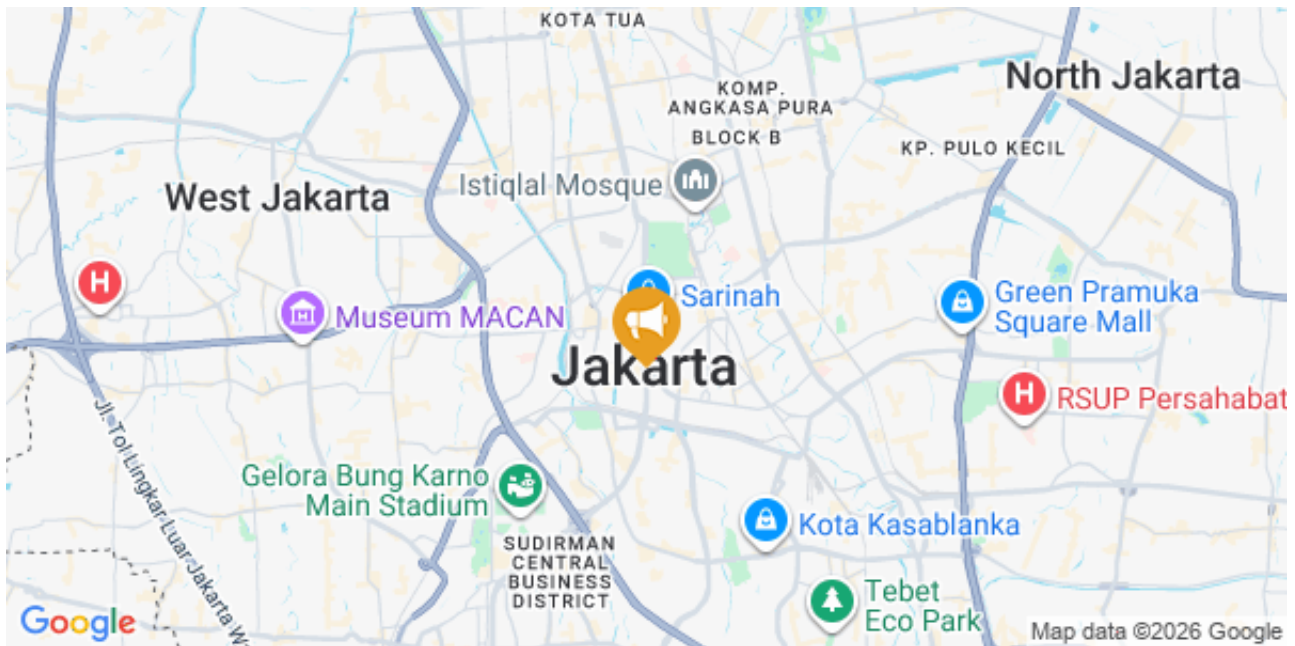 KOTA TUA
North Jakarta
KOMP.
ANGKASA PURA
BLOCK B
KP. PULO KECIL
West Jakarta
Istiqlal Mosque
H
Sarinah
Green Pramuka
Square Mall
Museum MACAN
Jakarta
H
RSUP Persahabat
Jl. Tol Lingkar Luar Jakarta W
Gelora Bung Karno
Main Stadium
Kota Kasablanka
SUDIRMAN
CENTRAL
BUSINESS
DISTRICT
Tebet
Eco Park
Google
Map data ©2026 Google